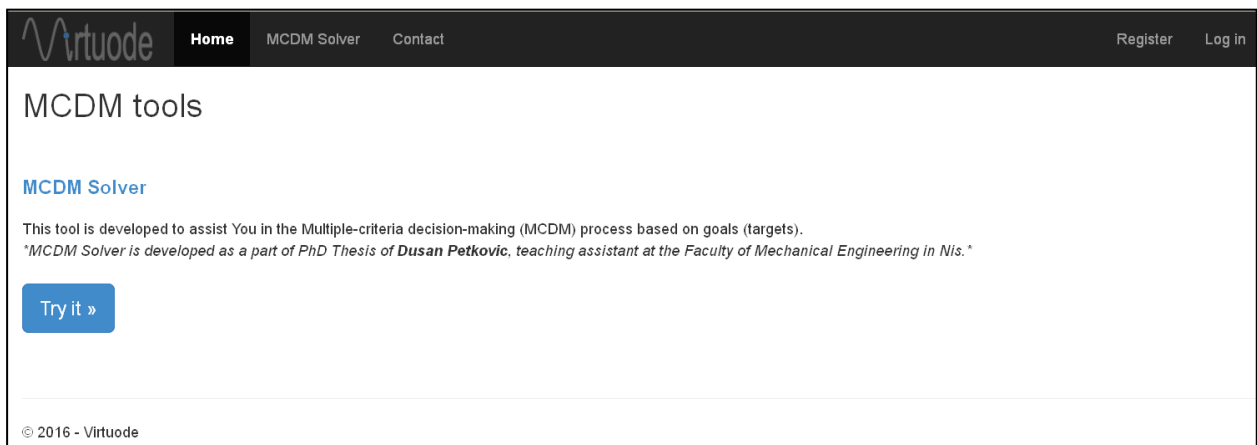 Virtuode Home MCDM Solver Contact Register Log in
MCDM tools
MCDM Solver
This tool is developed to assist You in the Multiple-criteria decision-making (MCDM) process based on goals (targets).
*MCDM Solver is developed as a part of PhD Thesis of Dusan Petkovic, teaching assistant at the Faculty of Mechanical Engineering in Nis.*
Try it »
© 2016 - Virtuode